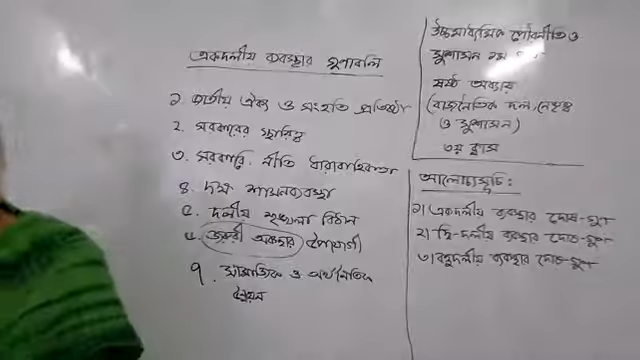 একদলীয় ব্যবস্থার গুণাবলি
১. জাতীয় ঐক্য ও সংহতি প্রতিষ্ঠা
২. সরকারের স্থায়িত্ব
৩. সরকারি নীতি ধারাবাহিকতা
৪. দক্ষ শাসনব্যবস্থা
৫. দলীয় শৃঙ্খলা বিধান
৬. জরুরী অবস্থার উপযোগী
৭. সামাজিক ও অর্থনৈতিক
উন্নয়ন
উচ্চমাধ্যমিক পৌরনীতি ও
সুশাসন ১ম
ষষ্ঠ অধ্যায়
(রাজনৈতিক দল, নেতৃত্ব
ও সুশাসন)
৩য় ক্লাস
আলোচ্যসূচি:
১) একদলীয় ব্যবস্থার দোষ-গুণ
২) দ্বি-দলীয় ব্যবস্থার দোষ-গুণ
৩) বহুদলীয় ব্যবস্থার দোষ-গুণ